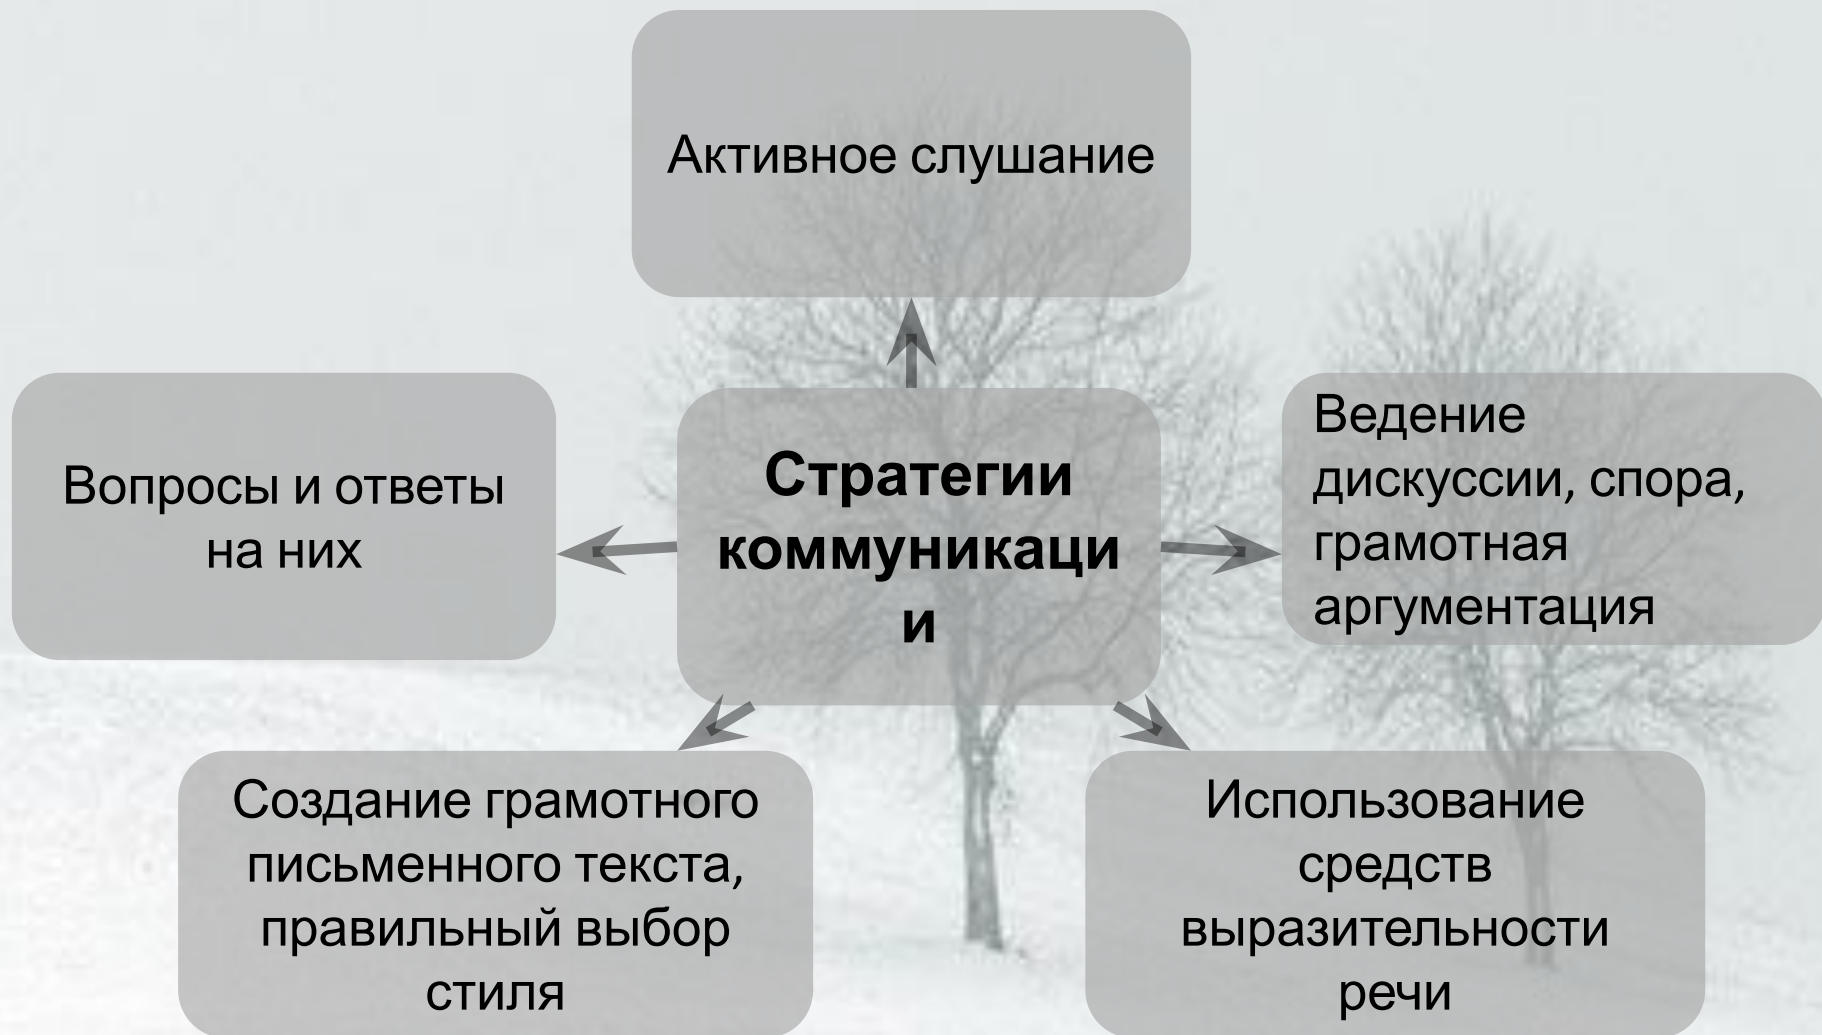 Активное слушание
Вопросы и ответы
на них
Стратегии
коммуникаци
и
Ведение
дискуссии, спора,
грамотная
аргументация
Создание грамотного
письменного текста,
правильный выбор
стиля
Использование
средств
выразительности
речи